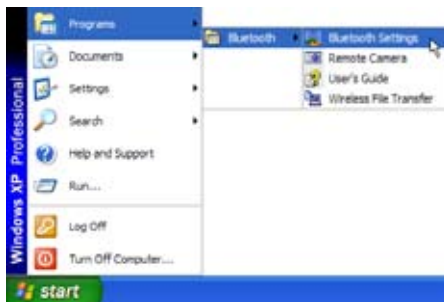 Programs
Documents
Settings
Search
Help and Support
Run...
Log Off
Turn Off Computer...
Bluetooth
Bluetooth Settings
Remote Camera
User's Guide
Wireless File Transfer
Windows XP Professional
start